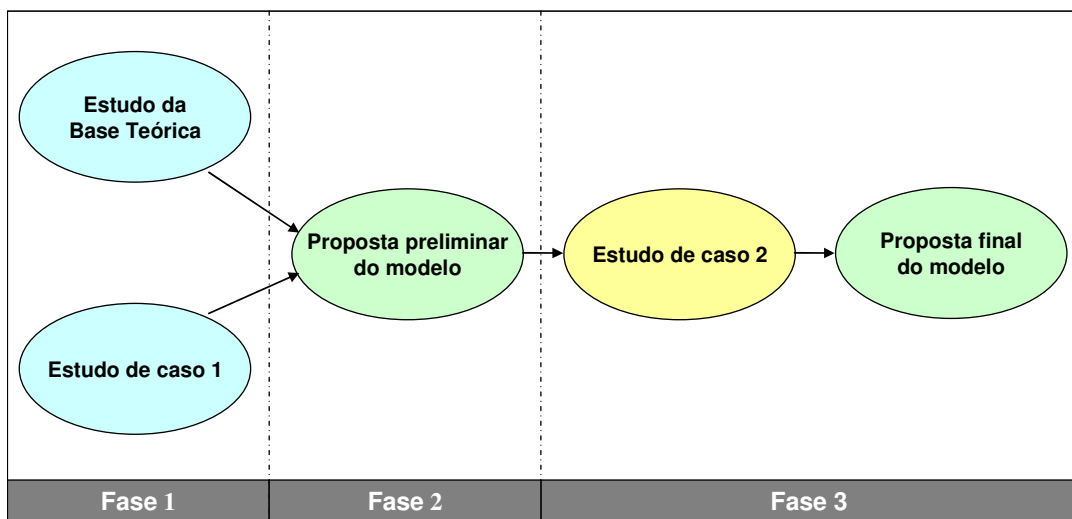 Estudo da
Base Teórica
Estudo de caso 1
Proposta preliminar
do modelo
Estudo de caso 2
Proposta final
do modelo
Fase 1
Fase 2
Fase 3